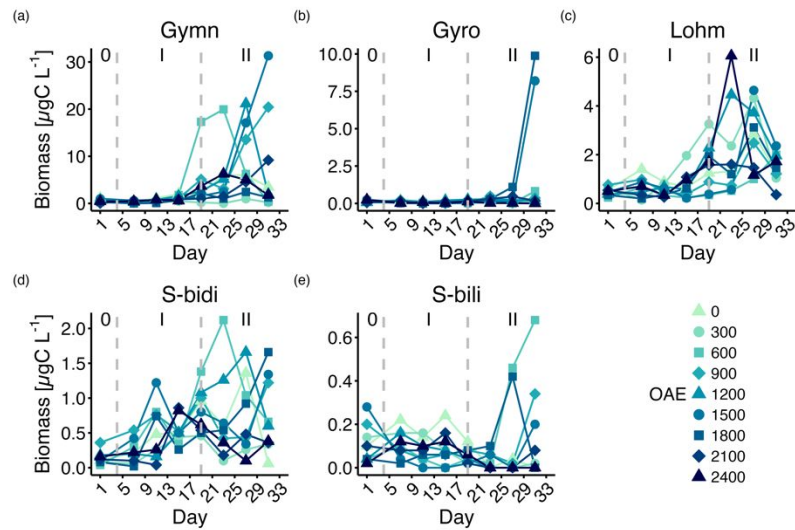 (a) Gymn
0 I II
30
20
10
0
Biomass [µgC L⁻¹]
1 5 9 13 17 21 25 29 33
Day
(b) Gyro
0 I II
10.0
7.5
5.0
2.5
0.0
1 5 9 13 17 21 25 29 33
Day
(c) Lohm
0 I II
6
4
2
0
1 5 9 13 17 21 25 29 33
Day
(d) S-bidi
0 I II
2.0
1.5
1.0
0.5
0.0
Biomass [µgC L⁻¹]
1 5 9 13 17 21 25 29 33
Day
(e) S-bili
0 I II
0.6
0.4
0.2
0.0
1 5 9 13 17 21 25 29 33
Day
OAE
0
300
600
900
1200
1500
1800
2100
2400